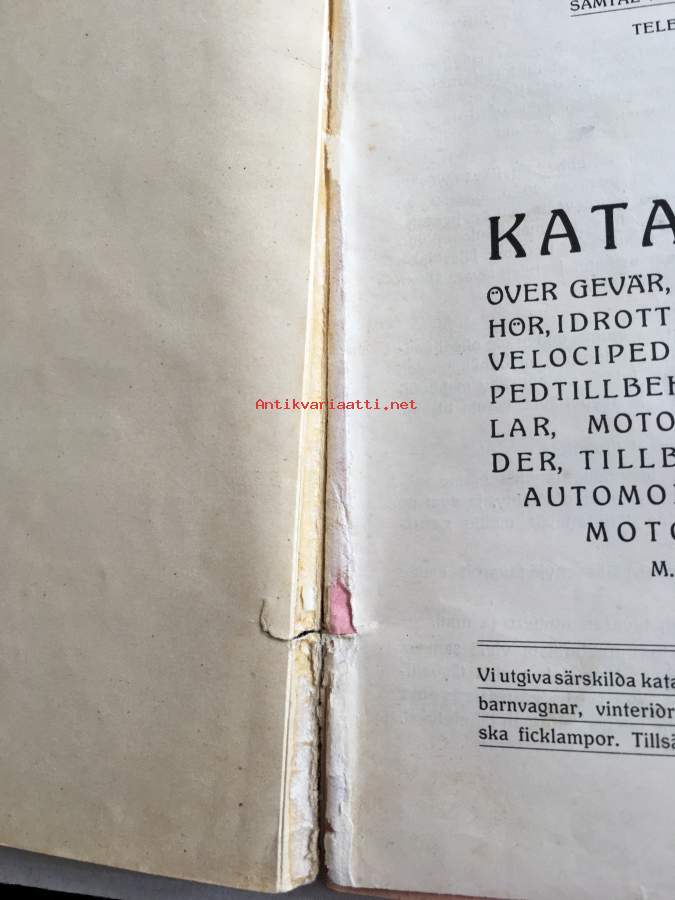 SAMTAL
TELE
KATA
ÖVER GEVÄR,
HÖR, IDROTT
VELOCIPED
PEDTILLBEH
Antikvariaatti.net
LAR, MOTO
DER, TILLB
AUTOMO
MOTO
M.
Vi utgiva särskilda kata
barnvagnar, vinteridr
ska ficklampor. Tillsä